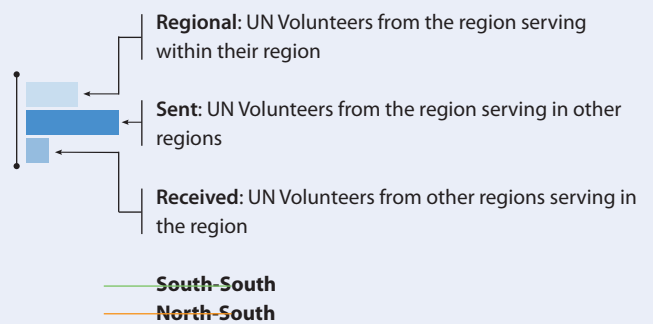 Regional: UN Volunteers from the region serving
within their region
Sent: UN Volunteers from the region serving in other
regions
Received: UN Volunteers from other regions serving in
the region
South-South
North-South